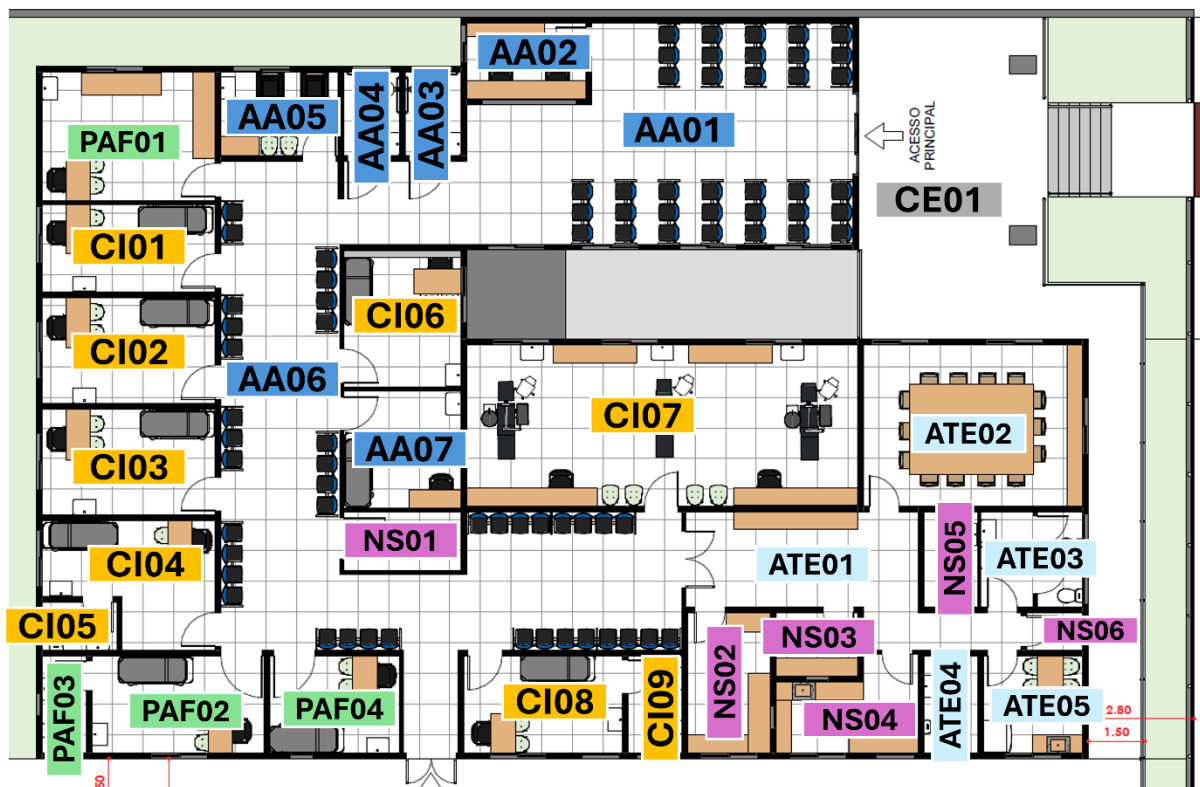 AA02
AA05
AA04
AA03
AA01
ACESSO
PRINCIPAL
PAF01
CE01
CI01
CI06
CI02
AA06
CI07
ATE02
CI03
AA07
NS01
NS05
ATE03
CI04
ATE01
CI05
NS03
NS06
NS02
PAF03
PAF02
PAF04
CI08
CI09
NS04
ATE04
ATE05
2.80
1.50
50